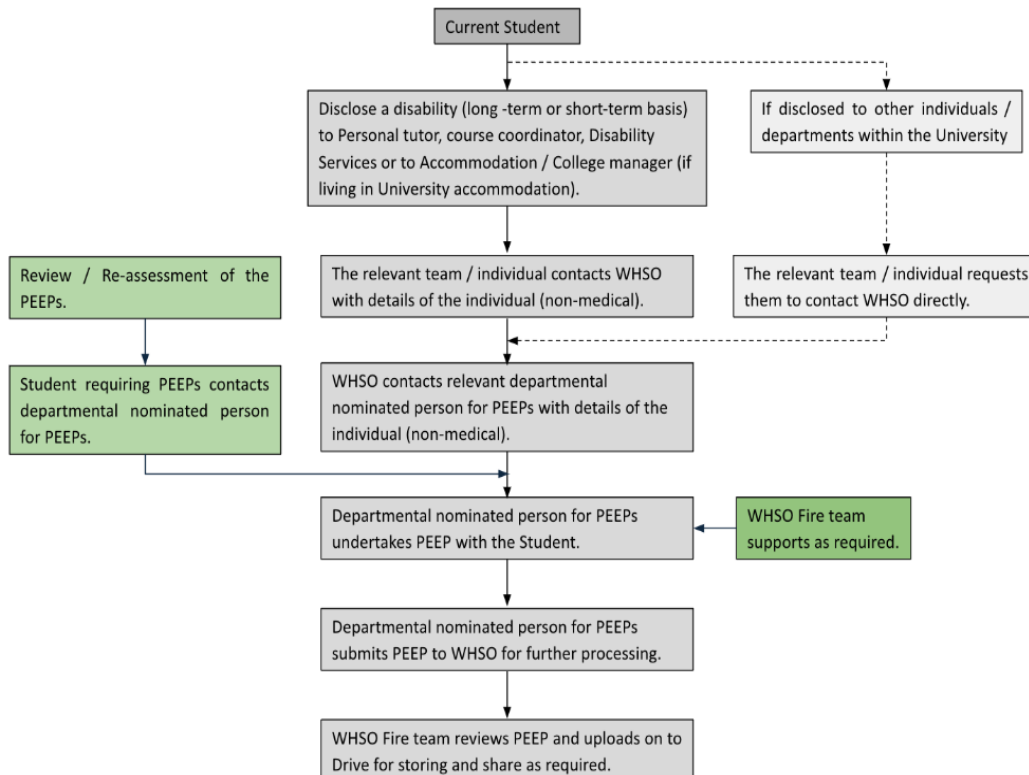 Current Student
Disclose a disability (long -term or short-term basis)
to Personal tutor, course coordinator, Disability
Services or to Accommodation / College manager (if
living in University accommodation).
If disclosed to other individuals /
departments within the University
Review / Re-assessment of the
PEEPs.
The relevant team / individual contacts WHSO
with details of the individual (non-medical).
The relevant team / individual requests
them to contact WHSO directly.
Student requiring PEEPs contacts
departmental nominated person
for PEEPs.
WHSO contacts relevant departmental
nominated person for PEEPs with details of the
individual (non-medical).
Departmental nominated person for PEEPs
undertakes PEEP with the Student.
WHSO Fire team
supports as required.
Departmental nominated person for PEEPs
submits PEEP to WHSO for further processing.
WHSO Fire team reviews PEEP and uploads on to
Drive for storing and share as required.